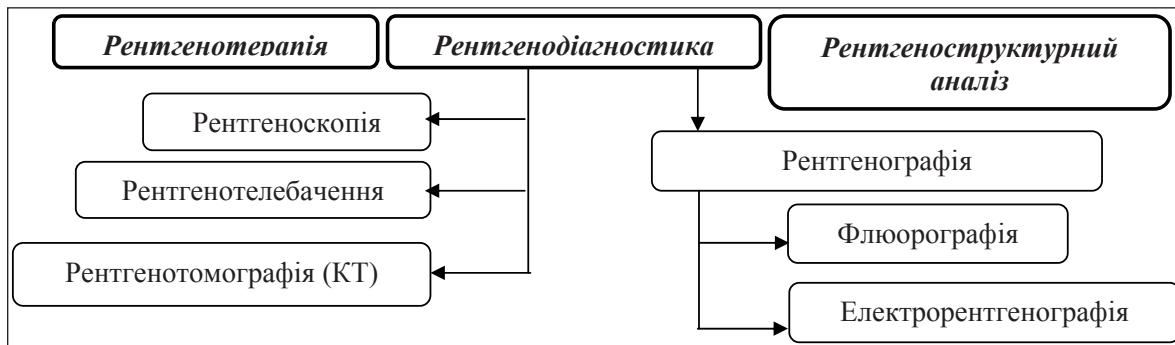 Рентгенотерапія
Рентгенодіагностика
Рентгеноструктурний
аналіз
Рентгеноскопія
Рентгенотелебачення
Рентгенотомографія (КТ)
Рентгенографія
Флюорографія
Електрорентгенографія